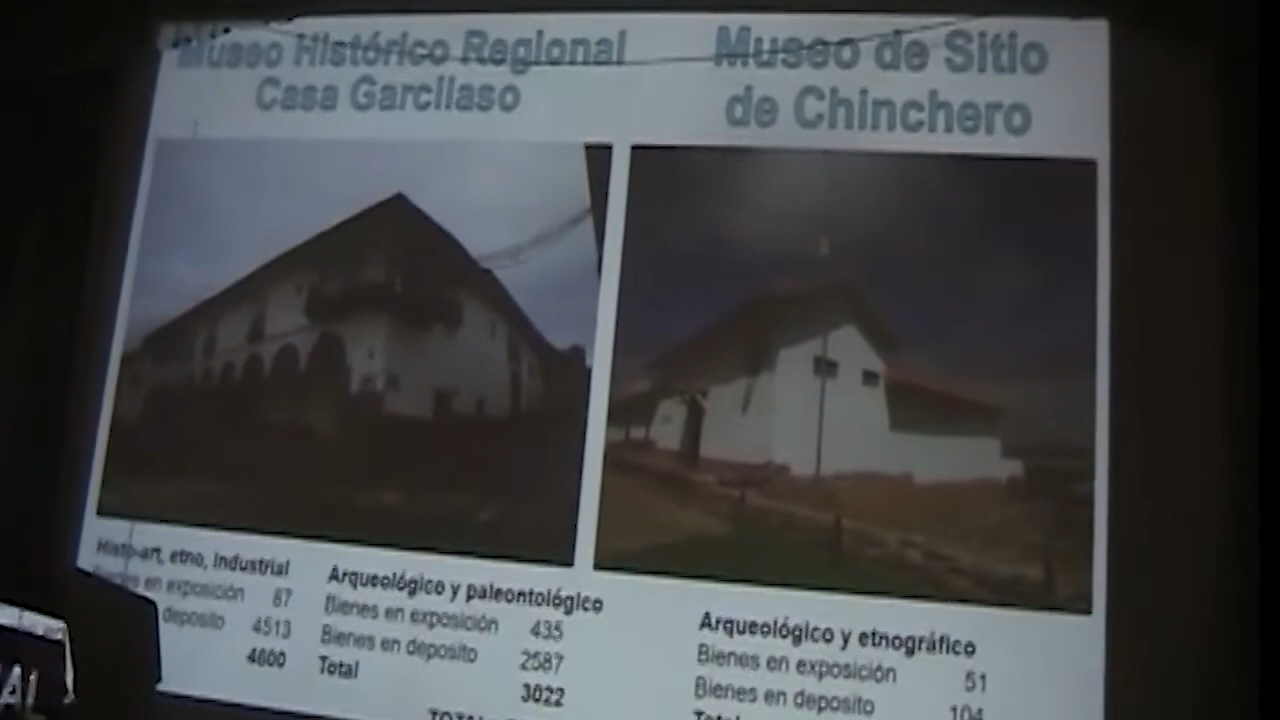 Museo Histórico Regional
Casa Garcilaso
Museo de Sitio
de Chinchero
Histo-art, etno, Industrial
en exposición 87
deposito 4513
4600
Arqueológico y paleontológico
Bienes en exposición 435
Bienes en deposito 2587
Total 3022
Arqueológico y etnográfico
Bienes en exposición 51
Bienes en deposito 104
Total
AL